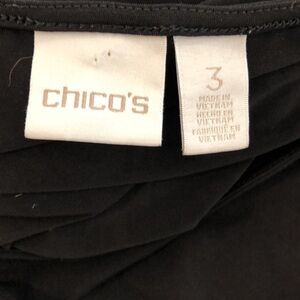 chico's
3
MADE IN
VIETNAM
HECHO EN
VIETNAM
FABRIQUÉ EN
VIETNAM